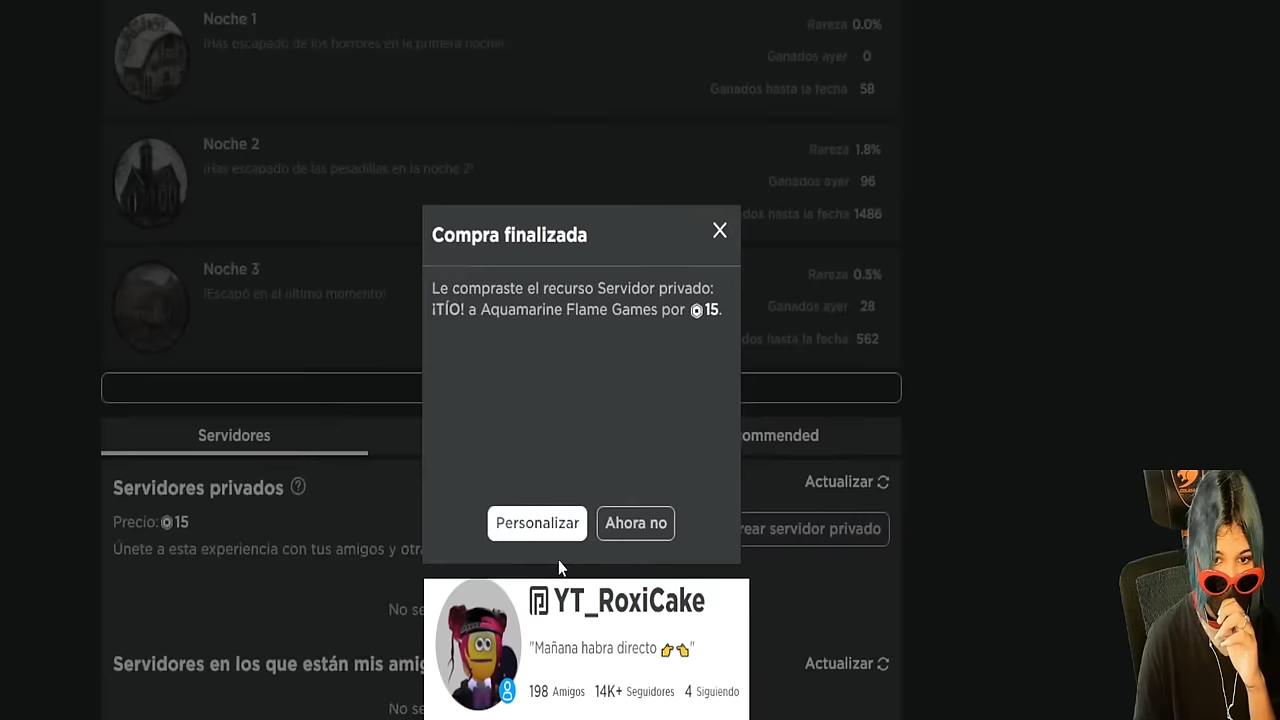 Noche 1
¡Has escapado de los horrores en la primera noche!
Rareza 0.0%
Ganados ayer 0
Ganados hasta la fecha 58
Noche 2
¡Has escapado de las pesadillas en la noche 2!
Rareza 1.8%
Ganados ayer 96
dos hasta la fecha 1486
Noche 3
¡Escapó en el último momento!
Rareza 0.5%
Ganados ayer 28
dos hasta la fecha 562
Compra finalizada
Le compraste el recurso Servidor privado:
¡TÍO! a Aquamarine Flame Games por 15.
Personalizar
Ahora no
Servidores
ommended
Servidores privados
Actualizar
Precio: 15
rear servidor privado
Únete a esta experiencia con tus amigos y otra
No se
Servidores en los que están mis amig
Actualizar
No se
YT_RoxiCake
"Mañana habra directo 👉👈"
198 Amigos 14K+ Seguidores 4 Siguiendo